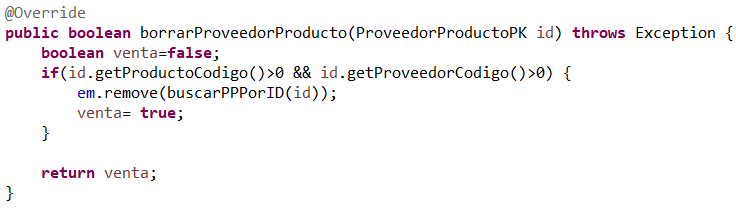 @Override
public boolean borrarProveedorProducto(ProveedorProductoPK id) throws Exception {
    boolean venta=false;
    if(id.getProductoCodigo()>0 && id.getProveedorCodigo()>0) {
        em.remove(buscarPPPorID(id));
        venta= true;
    }

    return venta;
}